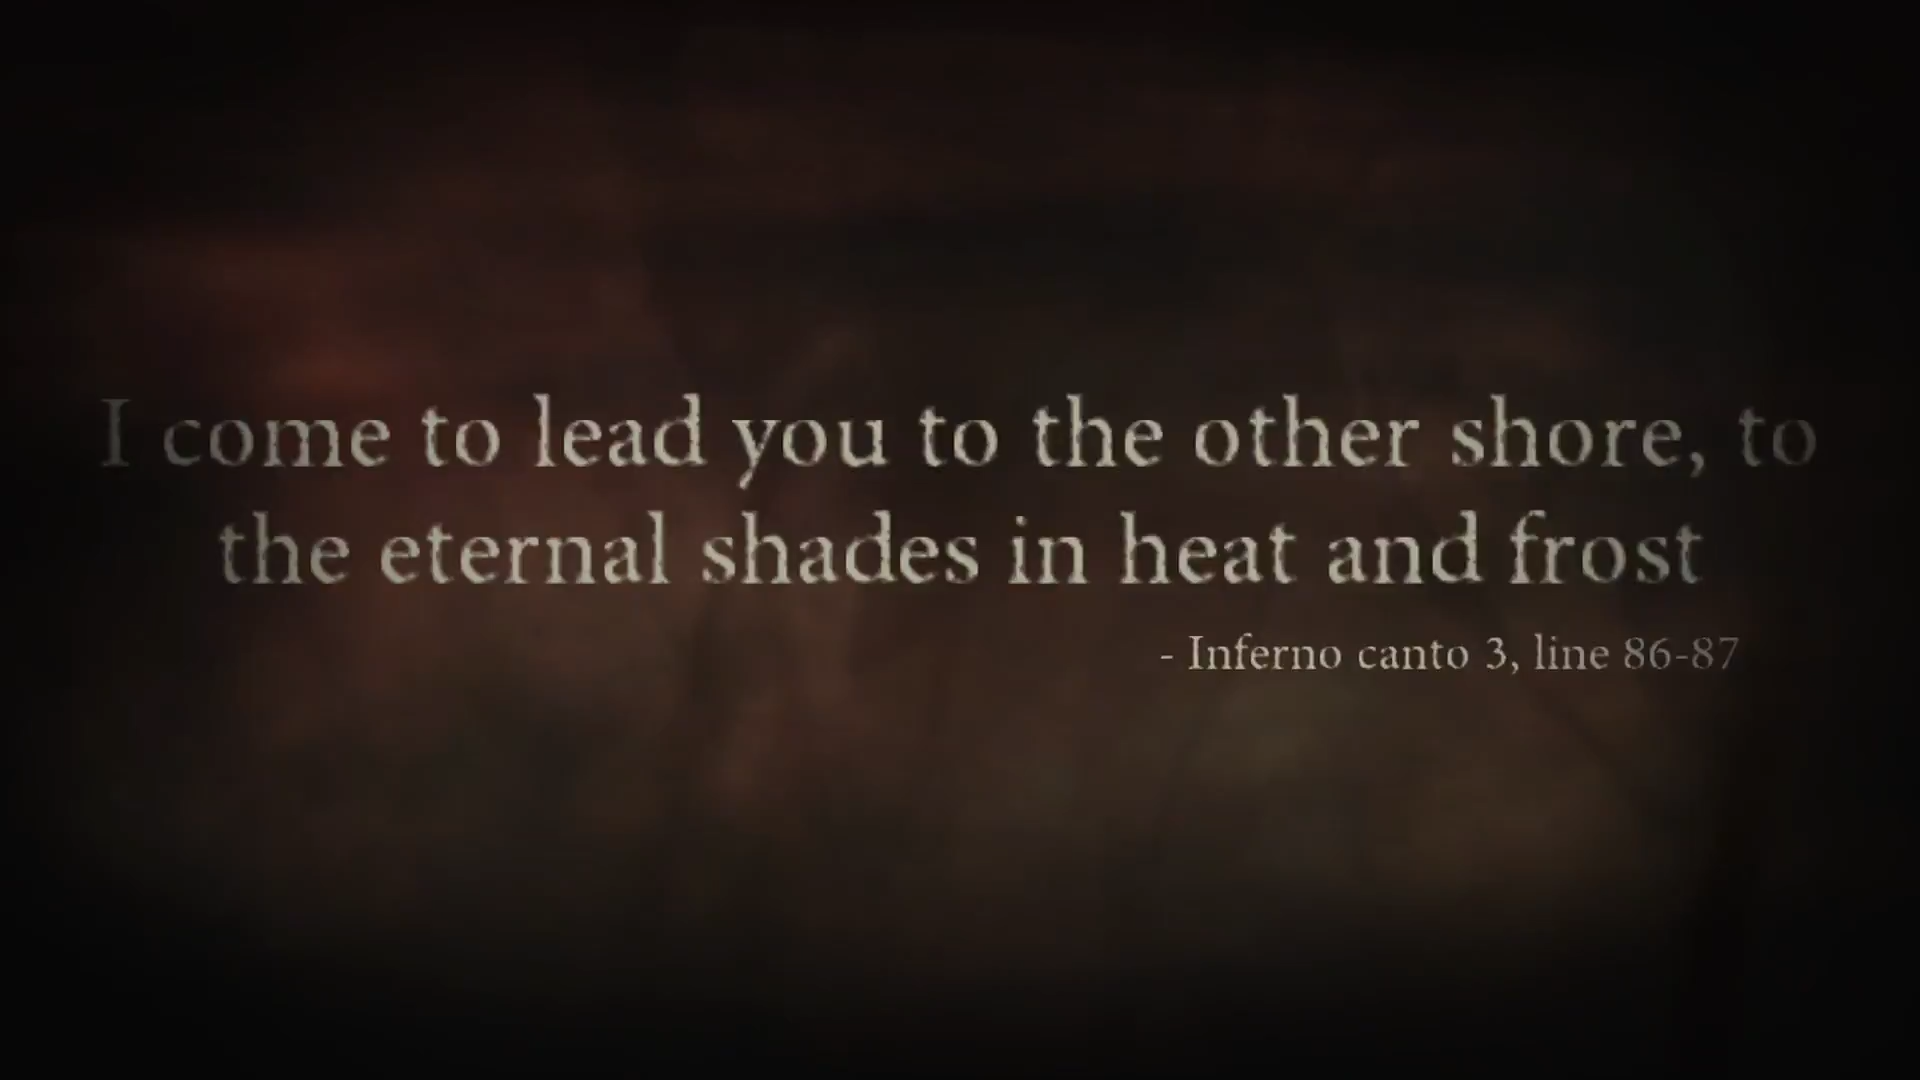 I come to lead you to the other shore, to
the eternal shades in heat and frost
- Inferno canto 3, line 86-87